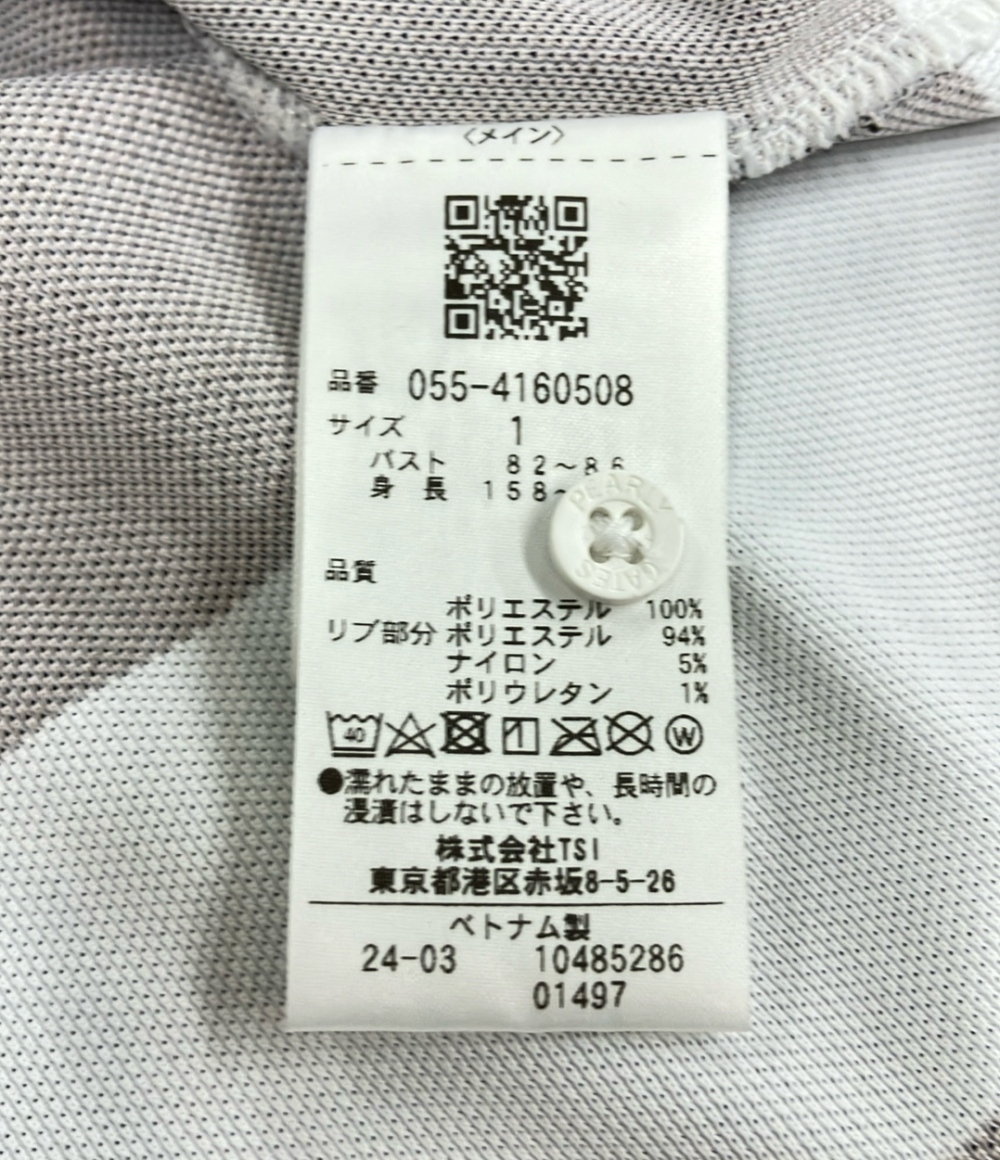 〈メイン〉
品番 055-4160508
サイズ 1
バスト 82～86
身長 158~
PEARLY
GATES
品質
ポリエステル 100%
リブ部分 ポリエステル 94%
ナイロン 5%
ポリウレタン 1%
40
W
●濡れたままの放置や、長時間の
浸漬はしないで下さい。
株式会社TSI
東京都港区赤坂8-5-26
ベトナム製
24-03 10485286
01497